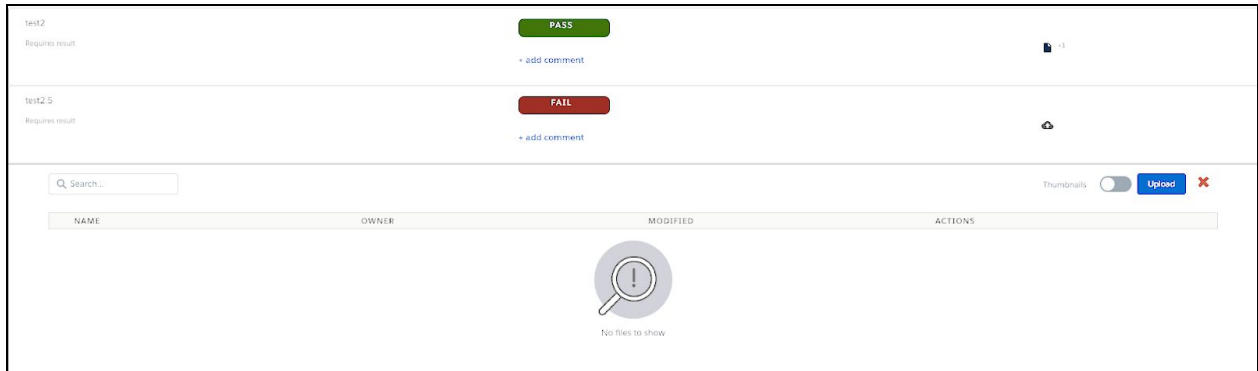 test2
PASS
Requires result
+1
+ add comment
test2.5
FAIL
Requires result
+ add comment
Search...
Thumbnails
Upload
NAME OWNER MODIFIED ACTIONS
!
No files to show